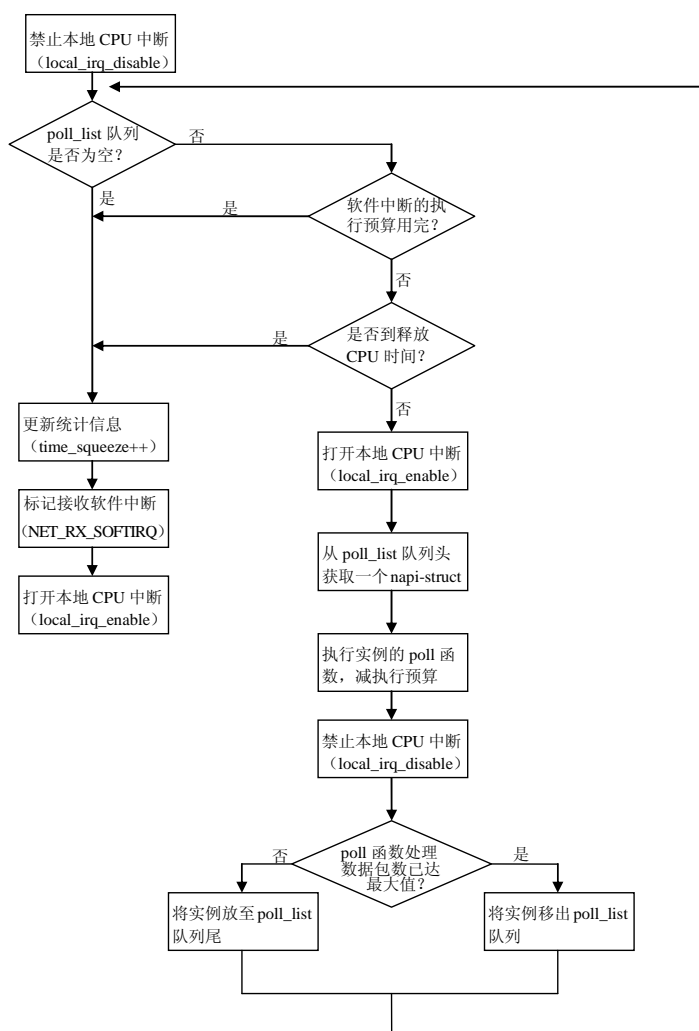 禁止本地 CPU 中断
（local_irq_disable）
poll_list 队列
是否为空？
否
是
软件中断的执
行预算用完？
是
否
是否到释放
CPU 时间？
是
否
更新统计信息
（time_squeeze++）
标记接收软件中断
（NET_RX_SOFTIRQ）
打开本地 CPU 中断
（local_irq_enable）
打开本地 CPU 中断
（local_irq_enable）
从 poll_list 队列头
获取一个 napi-struct
执行实例的 poll 函
数，减执行预算
禁止本地 CPU 中断
（local_irq_disable）
poll 函数处理
数据包数已达
最大值？
否
是
将实例放至 poll_list
队列尾
将实例移出 poll_list
队列